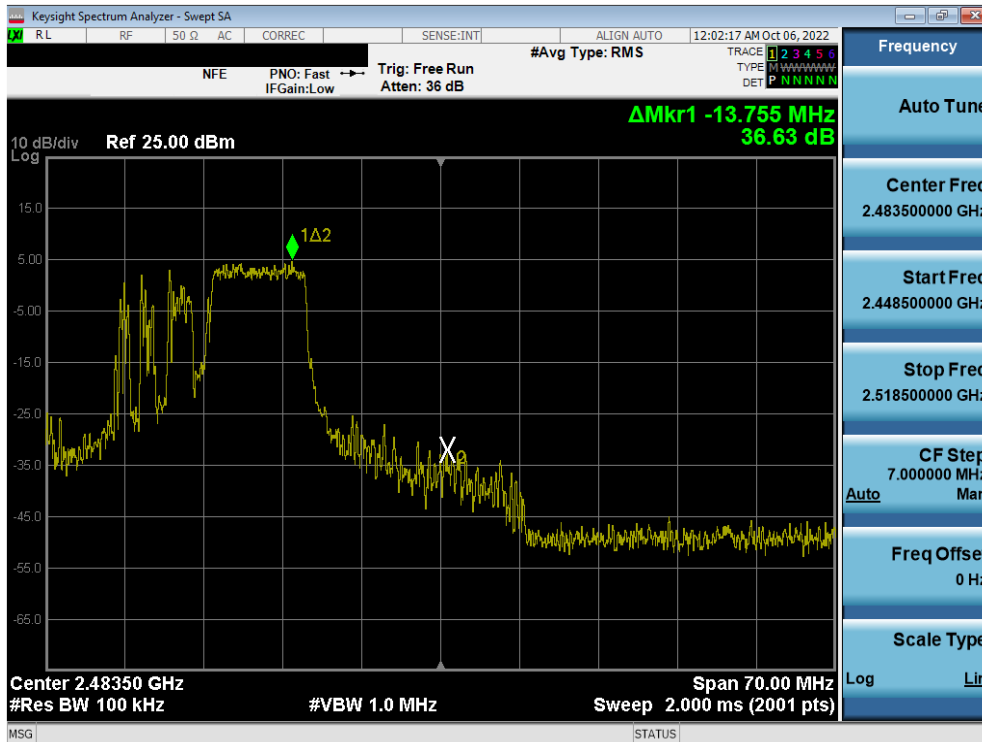 Keysight Spectrum Analyzer - Swept SA
LXI RL RF 50 Ω AC CORREC SENSE:INT ALIGN AUTO 12:02:17 AM Oct 06, 2022
NFE PNO: Fast Trig: Free Run #Avg Type: RMS TRACE 1 2 3 4 5 6
IFGain:Low Atten: 36 dB TYPE M WWWWW
DET P N N N N N
ΔMkr1 -13.755 MHz
36.63 dB
10 dB/div Ref 25.00 dBm
Log
15.0
1Δ2
5.00
-5.00
-15.0
-25.0
-35.0
-45.0
-55.0
-65.0
Center 2.48350 GHz Span 70.00 MHz
#Res BW 100 kHz #VBW 1.0 MHz Sweep 2.000 ms (2001 pts)
MSG STATUS
Frequency
Auto Tune
Center Freq
2.483500000 GHz
Start Freq
2.448500000 GHz
Stop Freq
2.518500000 GHz
CF Step
7.000000 MHz
Auto Man
Freq Offset
0 Hz
Scale Type
Log Lin